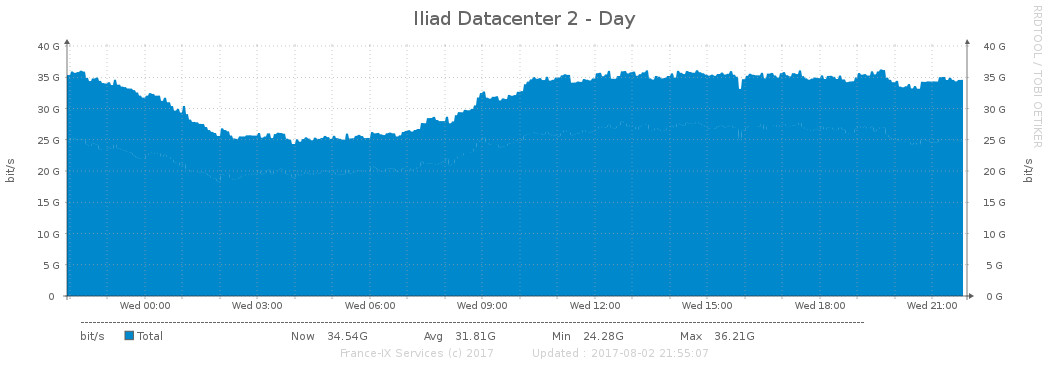 Iliad Datacenter 2 - Day
RRDTOOL / TOBI OETIKER
40 G 40 G
35 G 35 G
30 G 30 G
25 G 25 G
20 G 20 G
15 G 15 G
10 G 10 G
5 G 5 G
0 0 G
bit/s bit/s
Wed 00:00 Wed 03:00 Wed 06:00 Wed 09:00 Wed 12:00 Wed 15:00 Wed 18:00 Wed 21:00
bit/s Total Now 34.54G Avg 31.81G Min 24.28G Max 36.21G
France-IX Services (c) 2017 Updated : 2017-08-02 21:55:07